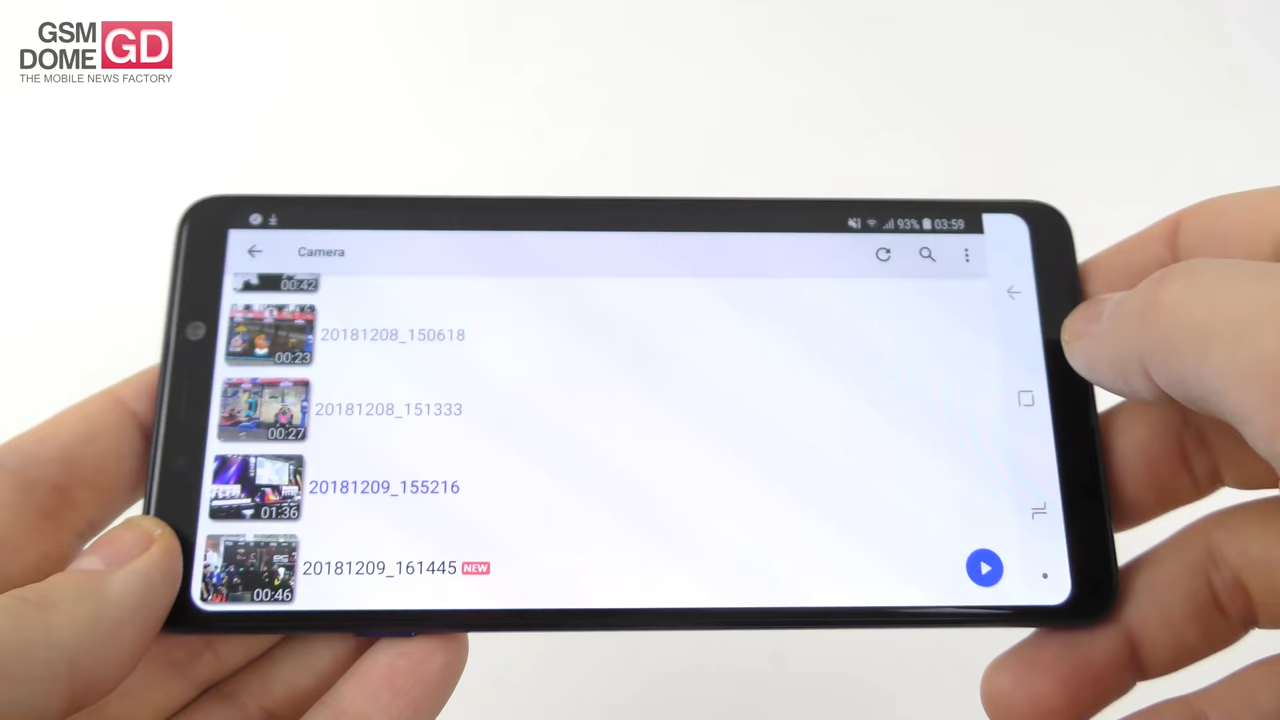 GSM
DOME GD
THE MOBILE NEWS FACTORY
93% 03:59
Camera
00:42
20181208_150618
00:23
20181208_151333
00:27
20181209_155216
01:36
20181209_161445 NEW
00:46